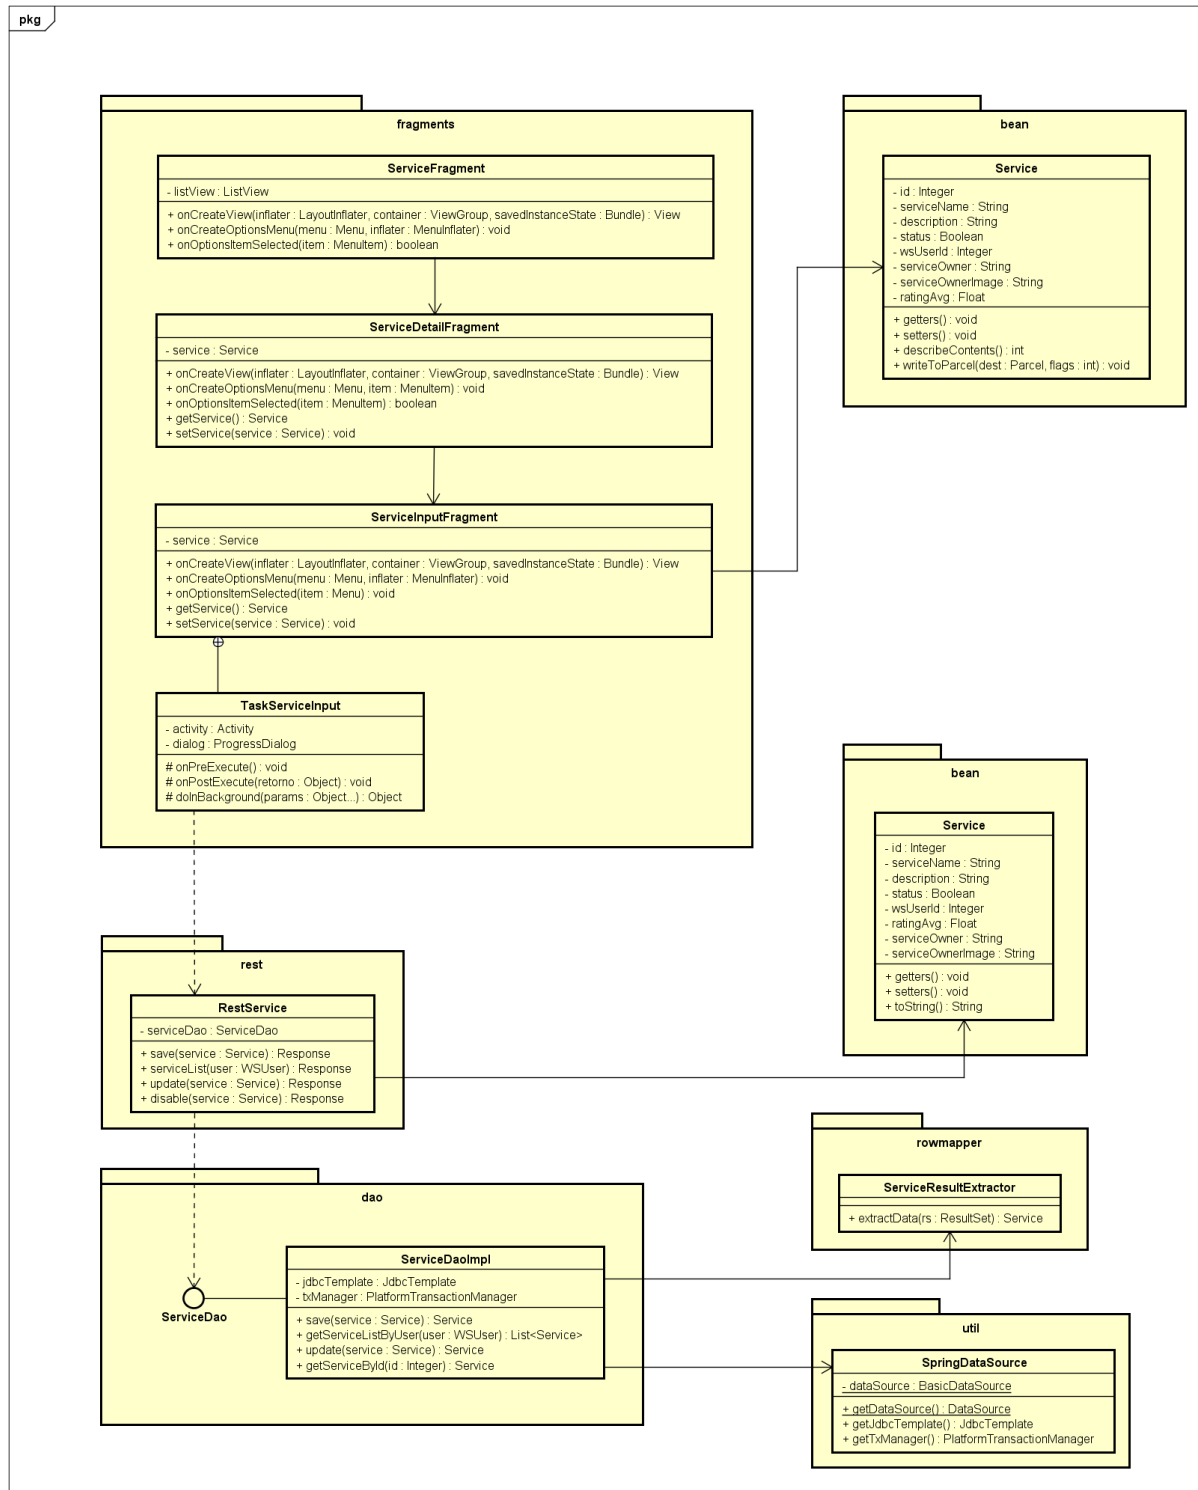 pkg
fragments
ServiceFragment
- listView : ListView
+ onCreateView(inflater : LayoutInflater, container : ViewGroup, savedInstanceState : Bundle) : View
+ onCreateOptionsMenu(menu : Menu, inflater : MenuInflater) : void
+ onOptionsItemSelected(item : MenuItem) : boolean
ServiceDetailFragment
- service : Service
+ onCreateView(inflater : LayoutInflater, container : ViewGroup, savedInstanceState : Bundle) : View
+ onCreateOptionsMenu(menu : Menu, item : MenuItem) : void
+ onOptionsItemSelected(item : MenuItem) : boolean
+ getService() : Service
+ setService(service : Service) : void
ServiceInputFragment
- service : Service
+ onCreateView(inflater : LayoutInflater, container : ViewGroup, savedInstanceState : Bundle) : View
+ onCreateOptionsMenu(menu : Menu, inflater : MenuInflater) : void
+ onOptionsItemSelected(item : Menu) : void
+ getService() : Service
+ setService(service : Service) : void
TaskServiceInput
- activity : Activity
- dialog : ProgressDialog
# onPreExecute() : void
# onPostExecute(retorno : Object) : void
# doInBackground(params : Object...) : Object
bean
Service
- id : Integer
- serviceName : String
- description : String
- status : Boolean
- wsUserId : Integer
- serviceOwner : String
- serviceOwnerImage : String
- ratingAvg : Float
+ getters() : void
+ setters() : void
+ describeContents() : int
+ writeToParcel(dest : Parcel, flags : int) : void
bean
Service
- id : Integer
- serviceName : String
- description : String
- status : Boolean
- wsUserId : Integer
- ratingAvg : Float
- serviceOwner : String
- serviceOwnerImage : String
+ getters() : void
+ setters() : void
+ toString() : String
rest
RestService
- serviceDao : ServiceDao
+ save(service : Service) : Response
+ serviceList(user : WSUser) : Response
+ update(service : Service) : Response
+ disable(service : Service) : Response
rowmapper
ServiceResultExtractor
+ extractData(rs : ResultSet) : Service
dao
ServiceDaoImpl
- jdbcTemplate : JdbcTemplate
- txManager : PlatformTransactionManager
+ save(service : Service) : Service
+ getServiceListByUser(user : WSUser) : List<Service>
+ update(service : Service) : Service
+ getServiceById(id : Integer) : Service
ServiceDao
util
SpringDataSource
- dataSource : BasicDataSource
+ getDataSource() : DataSource
+ getJdbcTemplate() : JdbcTemplate
+ getTxManager() : PlatformTransactionManager